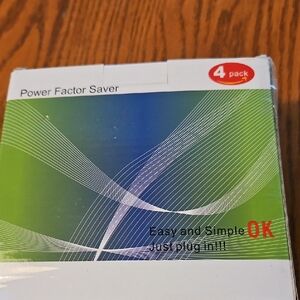 4 pack
Power Factor Saver
Easy and Simple OK
Just plug in!!!